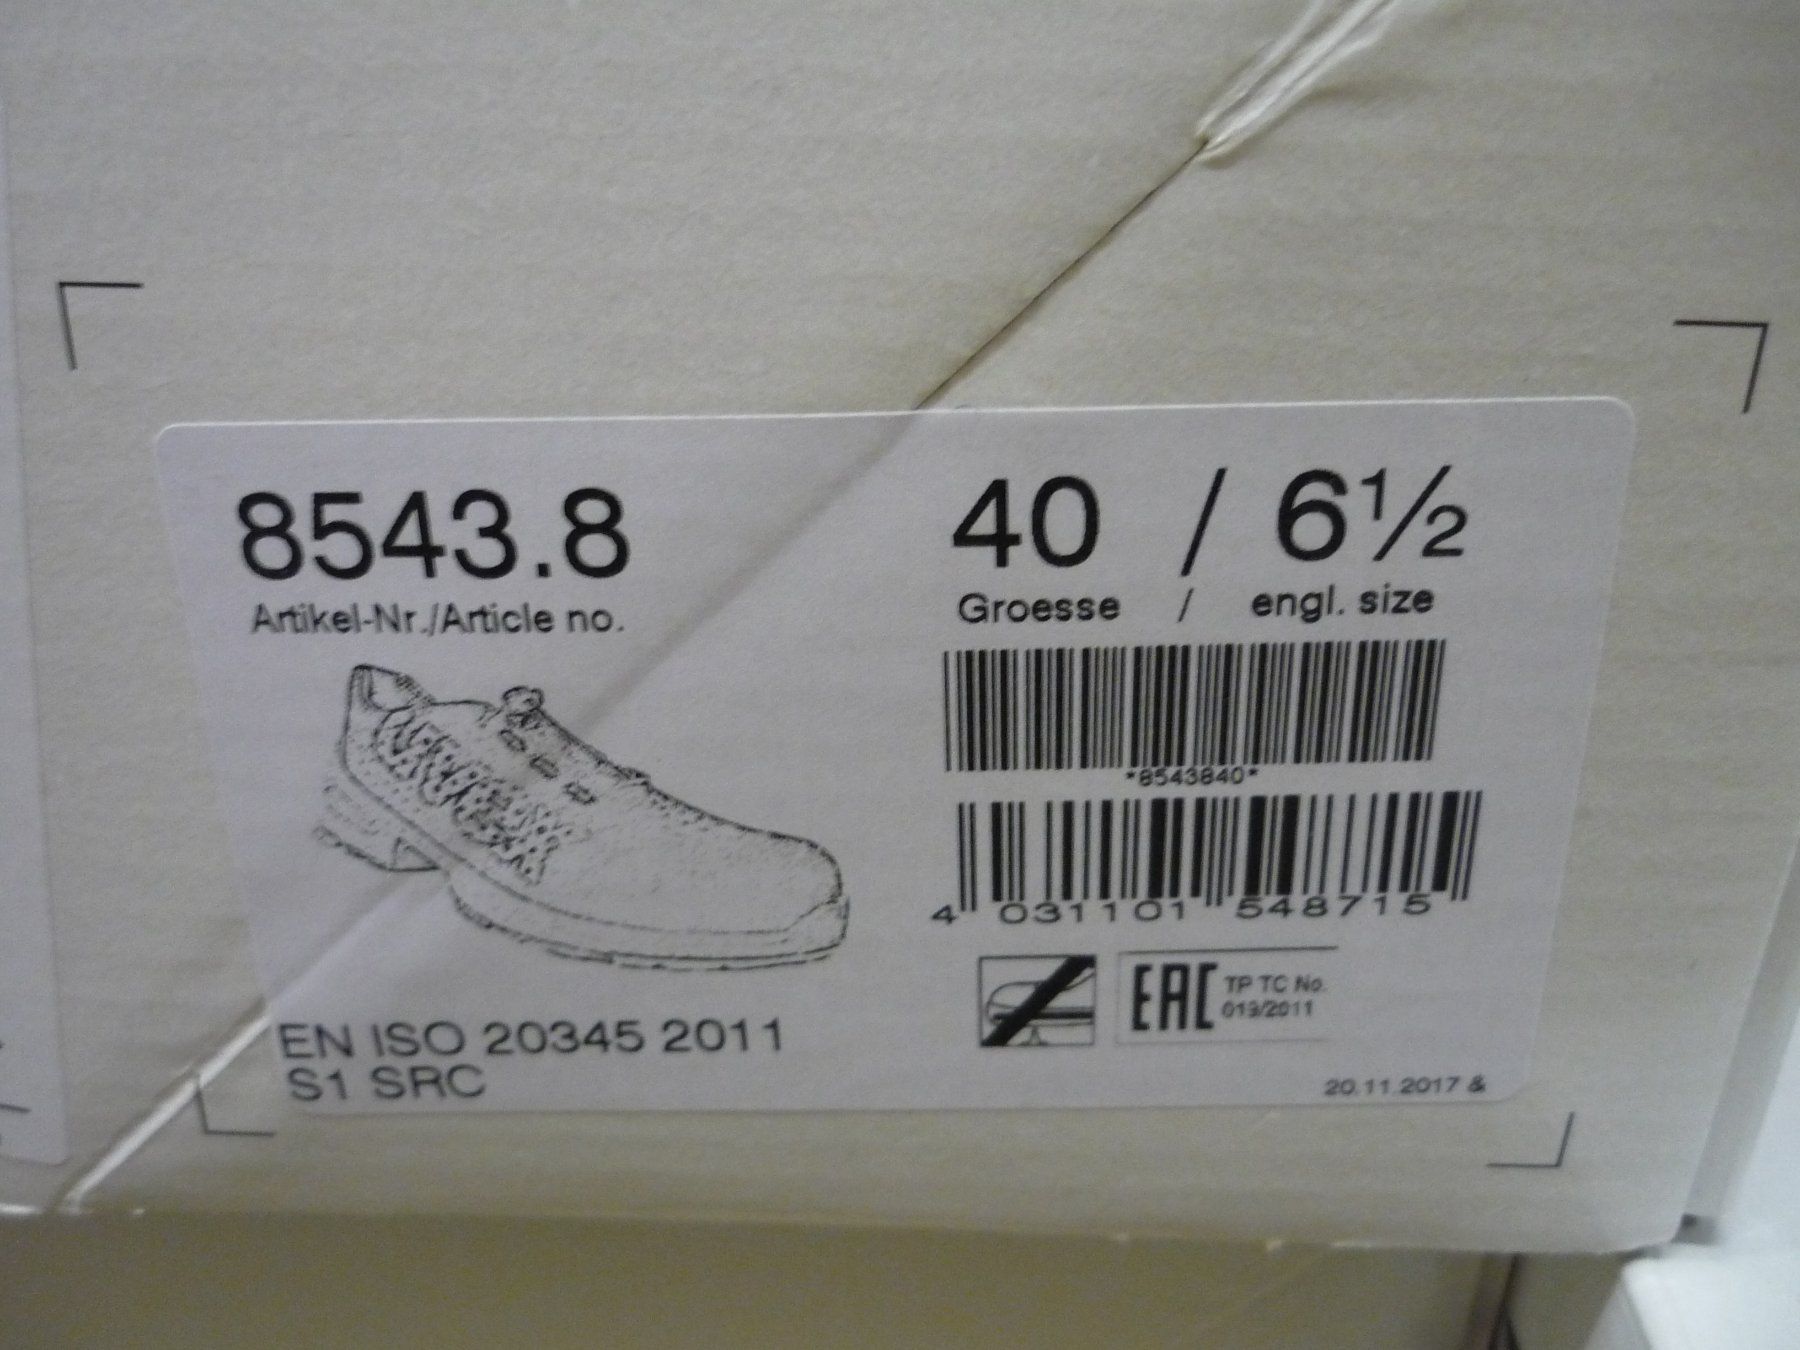 8543.8
Artikel-Nr./Article no.
40 / 6½
Groesse / engl. size
*8543840*
4 031101 548715
EAC TP TC No.
019/2011
EN ISO 20345 2011
S1 SRC
20.11.2017 &